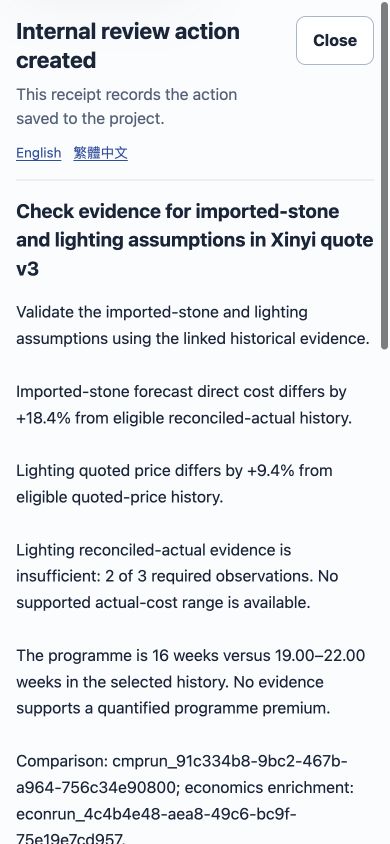 Internal review action
created
Close
This receipt records the action
saved to the project.
English 繁體中文
Check evidence for imported-stone
and lighting assumptions in Xinyi quote
v3
Validate the imported-stone and lighting
assumptions using the linked historical evidence.
Imported-stone forecast direct cost differs by
+18.4% from eligible reconciled-actual history.
Lighting quoted price differs by +9.4% from
eligible quoted-price history.
Lighting reconciled-actual evidence is
insufficient: 2 of 3 required observations. No
supported actual-cost range is available.
The programme is 16 weeks versus 19.00–22.00
weeks in the selected history. No evidence
supports a quantified programme premium.
Comparison: cmprun_91c334b8-9bc2-467b-
a964-756c34e90800; economics enrichment:
econrun_4c4b4e48-aea8-49c6-bc9f-
75e19e7cd957.